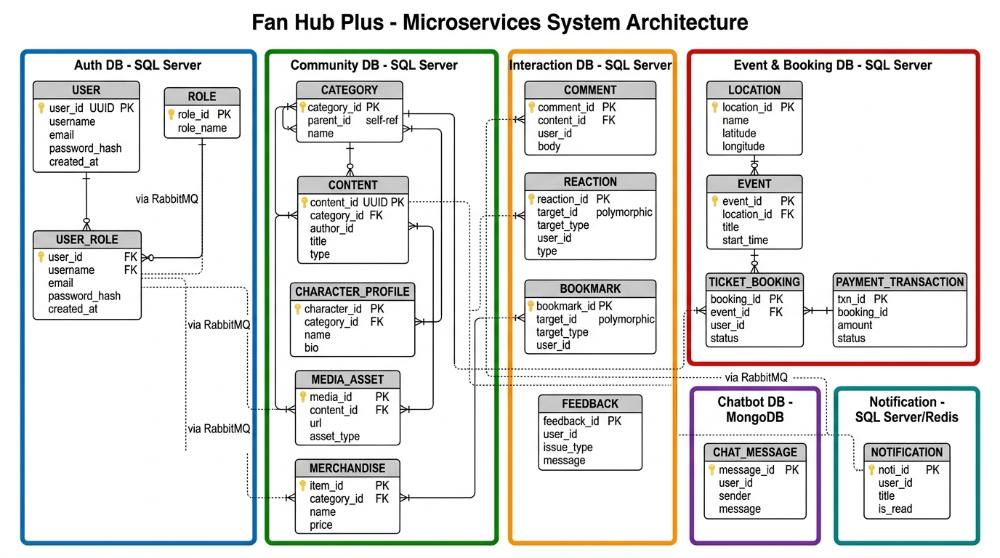 Fan Hub Plus - Microservices System Architecture
Auth DB - SQL Server
USER
user_id UUID PK
username
email
password_hash
created_at
ROLE
role_id PK
role_name
via RabbitMQ
USER_ROLE
user_id FK
username FK
email
password_hash
created_at
via RabbitMQ
via RabbitMQ
Community DB - SQL Server
CATEGORY
category_id PK
parent_id self-ref
name
CONTENT
content_id UUID PK
category_id FK
author_id
title
type
CHARACTER_PROFILE
character_id PK
category_id FK
name
bio
MEDIA_ASSET
media_id PK
content_id FK
url
asset_type
MERCHANDISE
item_id PK
category_id FK
name
price
Interaction DB - SQL Server
COMMENT
comment_id PK
content_id FK
user_id
body
REACTION
reaction_id PK
target_id polymorphic
target_type
user_id
type
BOOKMARK
bookmark_id PK
target_id polymorphic
target_type
user_id
FEEDBACK
feedback_id PK
user_id
issue_type
message
Event & Booking DB - SQL Server
LOCATION
location_id PK
name
latitude
longitude
EVENT
event_id PK
location_id FK
title
start_time
TICKET_BOOKING
booking_id PK
event_id FK
user_id
status
PAYMENT_TRANSACTION
txn_id PK
booking_id
amount
status
via RabbitMQ
Chatbot DB -
MongoDB
CHAT_MESSAGE
message_id PK
user_id
sender
message
Notification -
SQL Server/Redis
NOTIFICATION
noti_id PK
user_id
title
is_read